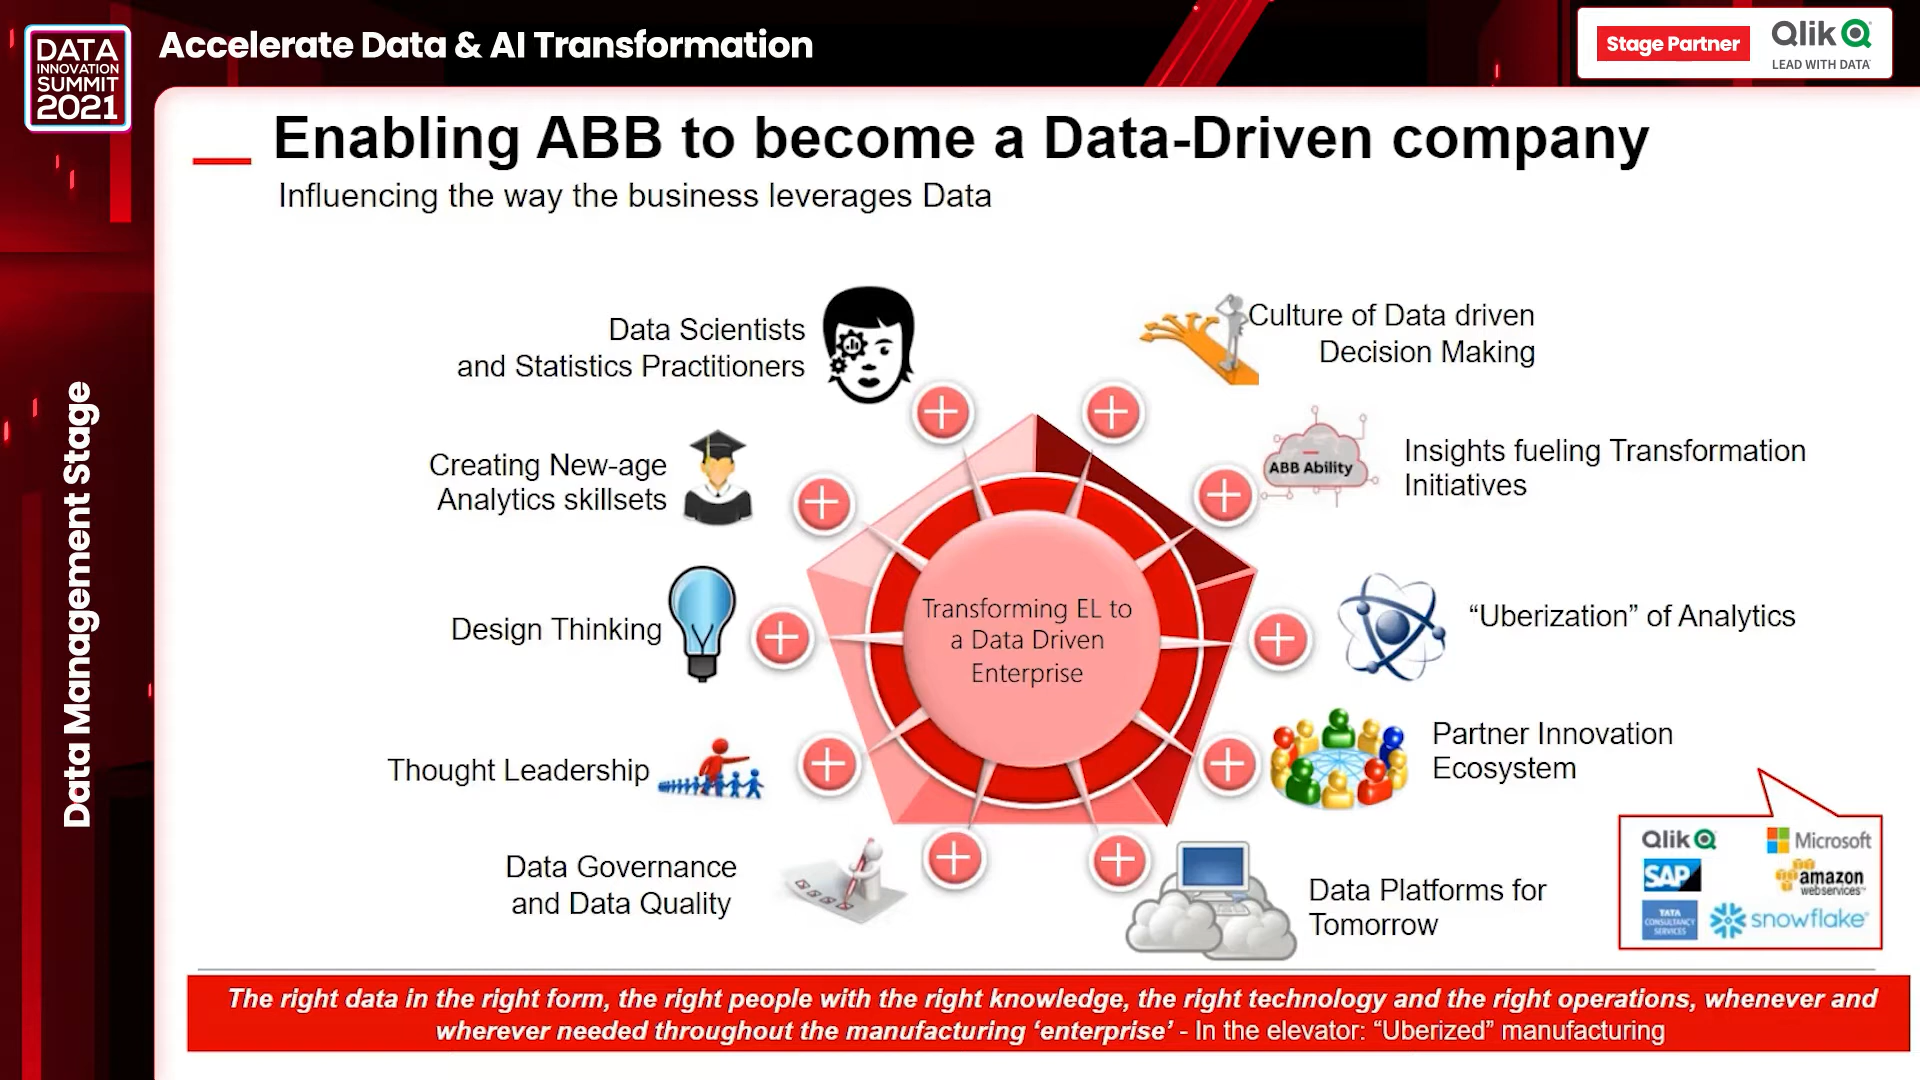 DATA
INNOVATION
SUMMIT
2021
Accelerate Data & AI Transformation
Stage Partner
Qlik
LEAD WITH DATA
Data Management Stage
Enabling ABB to become a Data-Driven company
Influencing the way the business leverages Data
Data Scientists
and Statistics Practitioners
Creating New-age
Analytics skillsets
Design Thinking
Thought Leadership
Data Governance
and Data Quality
Transforming EL to
a Data Driven
Enterprise
Culture of Data driven
Decision Making
ABB Ability
Insights fueling Transformation
Initiatives
“Uberization” of Analytics
Partner Innovation
Ecosystem
Data Platforms for
Tomorrow
Qlik
Microsoft
SAP
amazon
webservices™
TATA
CONSULTANCY
SERVICES
snowflake
The right data in the right form, the right people with the right knowledge, the right technology and the right operations, whenever and
wherever needed throughout the manufacturing ‘enterprise’ - In the elevator: “Uberized” manufacturing